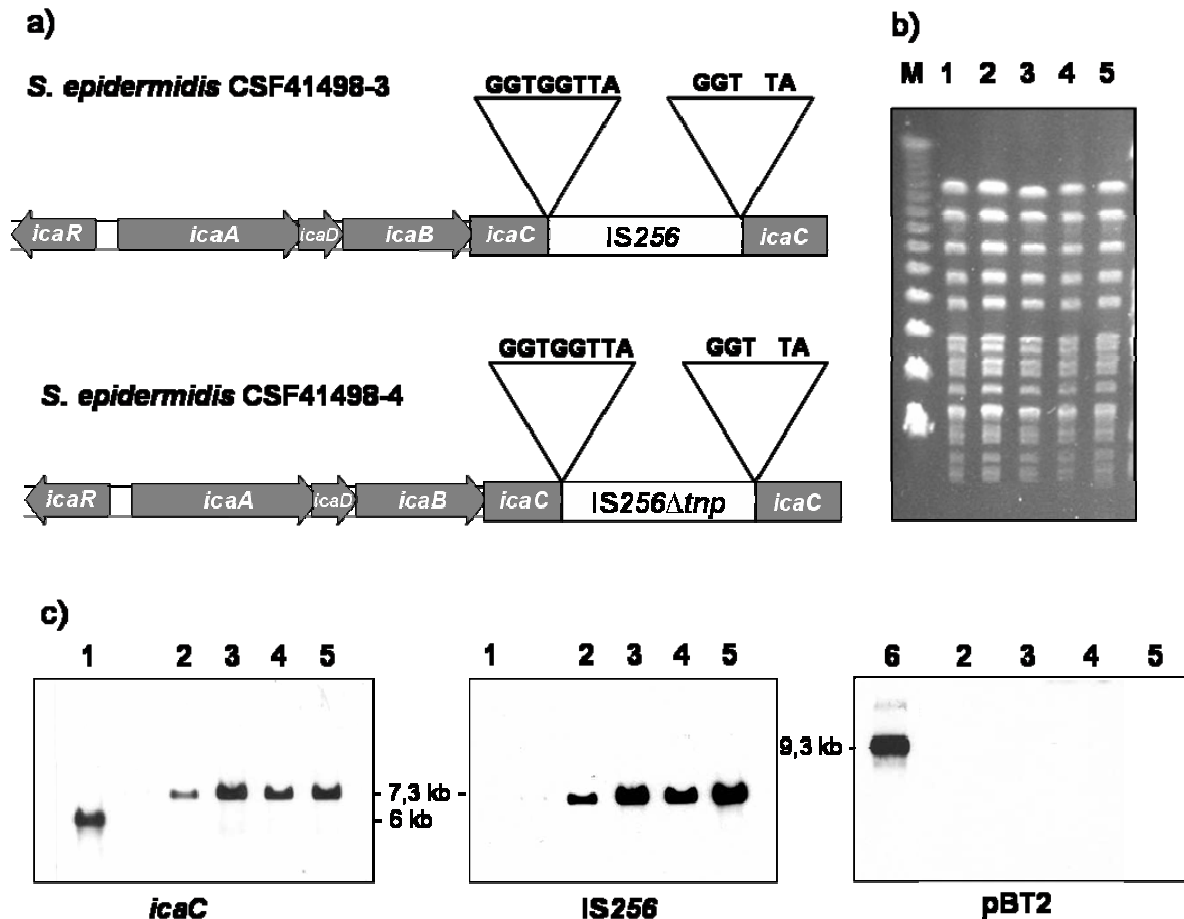 a)
S. epidermidis CSF41498-3
GGTGGTTA GGT TA
icaR icaA icaD icaB icaC IS256 icaC
S. epidermidis CSF41498-4
GGTGGTTA GGT TA
icaR icaA icaD icaB icaC IS256Δtnp icaC
b)
M 1 2 3 4 5
c)
1 2 3 4 5
7,3 kb
6 kb
icaC
1 2 3 4 5
IS256
6 2 3 4 5
9,3 kb
pBT2